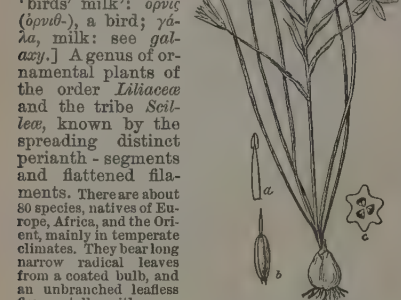 'birds' milk': ὄρνις
(ὀρνιθ-), a bird; γά-
λα, milk: see gal-
axy.] A genus of or-
namental plants of
the order Liliaceæ
and the tribe Scil-
leæ, known by the
spreading distinct
perianth-segments
and flattened fila-
ments. There are about
80 species, natives of Eu-
rope, Africa, and the Ori-
ent, mainly in temperate
climates. They bear long
narrow radical leaves
from a coated bulb, and
an unbranched leafless
a
b
c